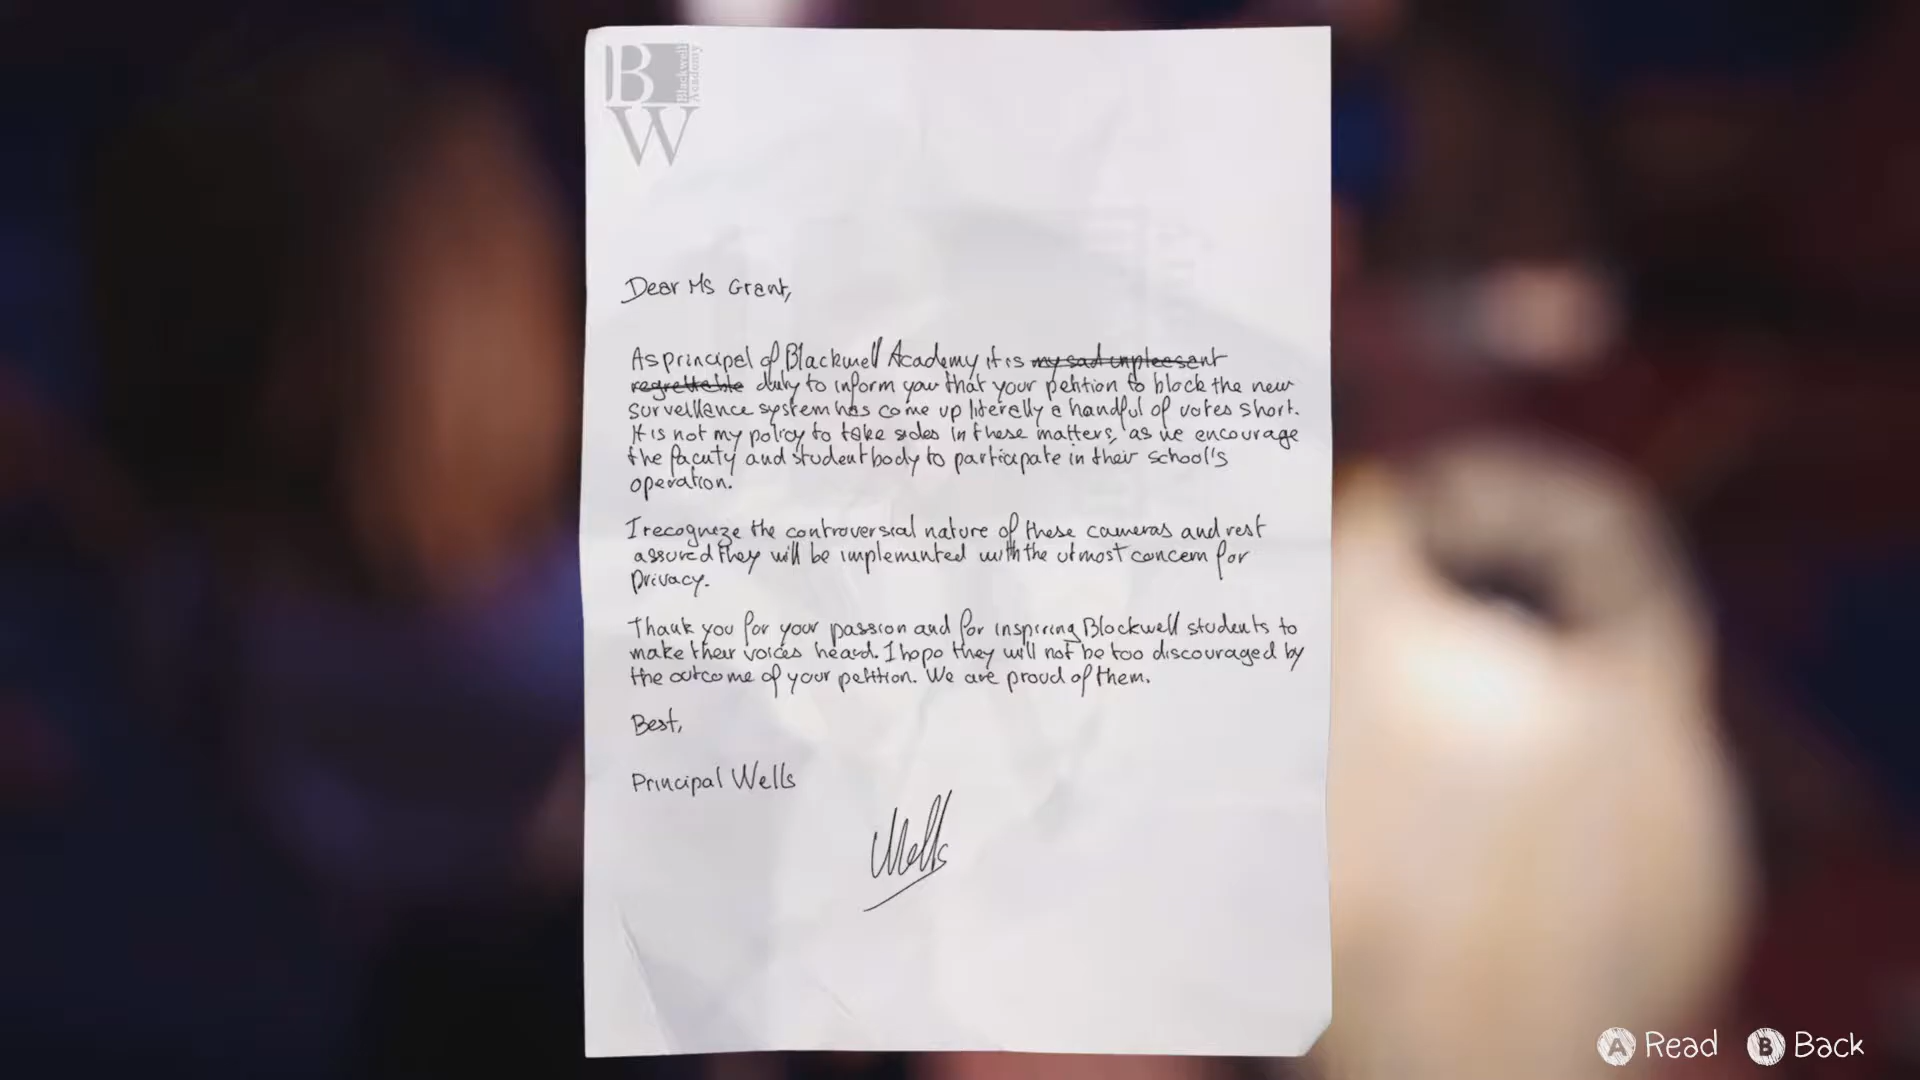 B
Blackwell
Academy
W
Dear Ms Grant,
As principal of Blackwell Academy it is my sad unpleasant
regrettable duty to inform you that your petition to block the new
surveillance system has come up literally a handful of votes short.
It is not my policy to take sides in these matters, as we encourage
the facuty and student body to participate in their school's
operation.
I recognize the controversial nature of these cameras and rest
assured they will be implemented with the utmost concern for
privacy.
Thank you for your passion and for inspiring Blackwell students to
make their voices heard. I hope they will not be too discouraged by
the outcome of your petition. We are proud of them.
Best,
Principal Wells
Wells
A Read B Back